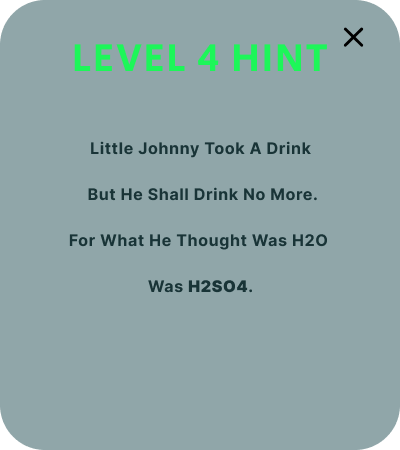 LEVEL 4 HINT
Little Johnny Took A Drink
But He Shall Drink No More.
For What He Thought Was H2O
Was H2SO4.